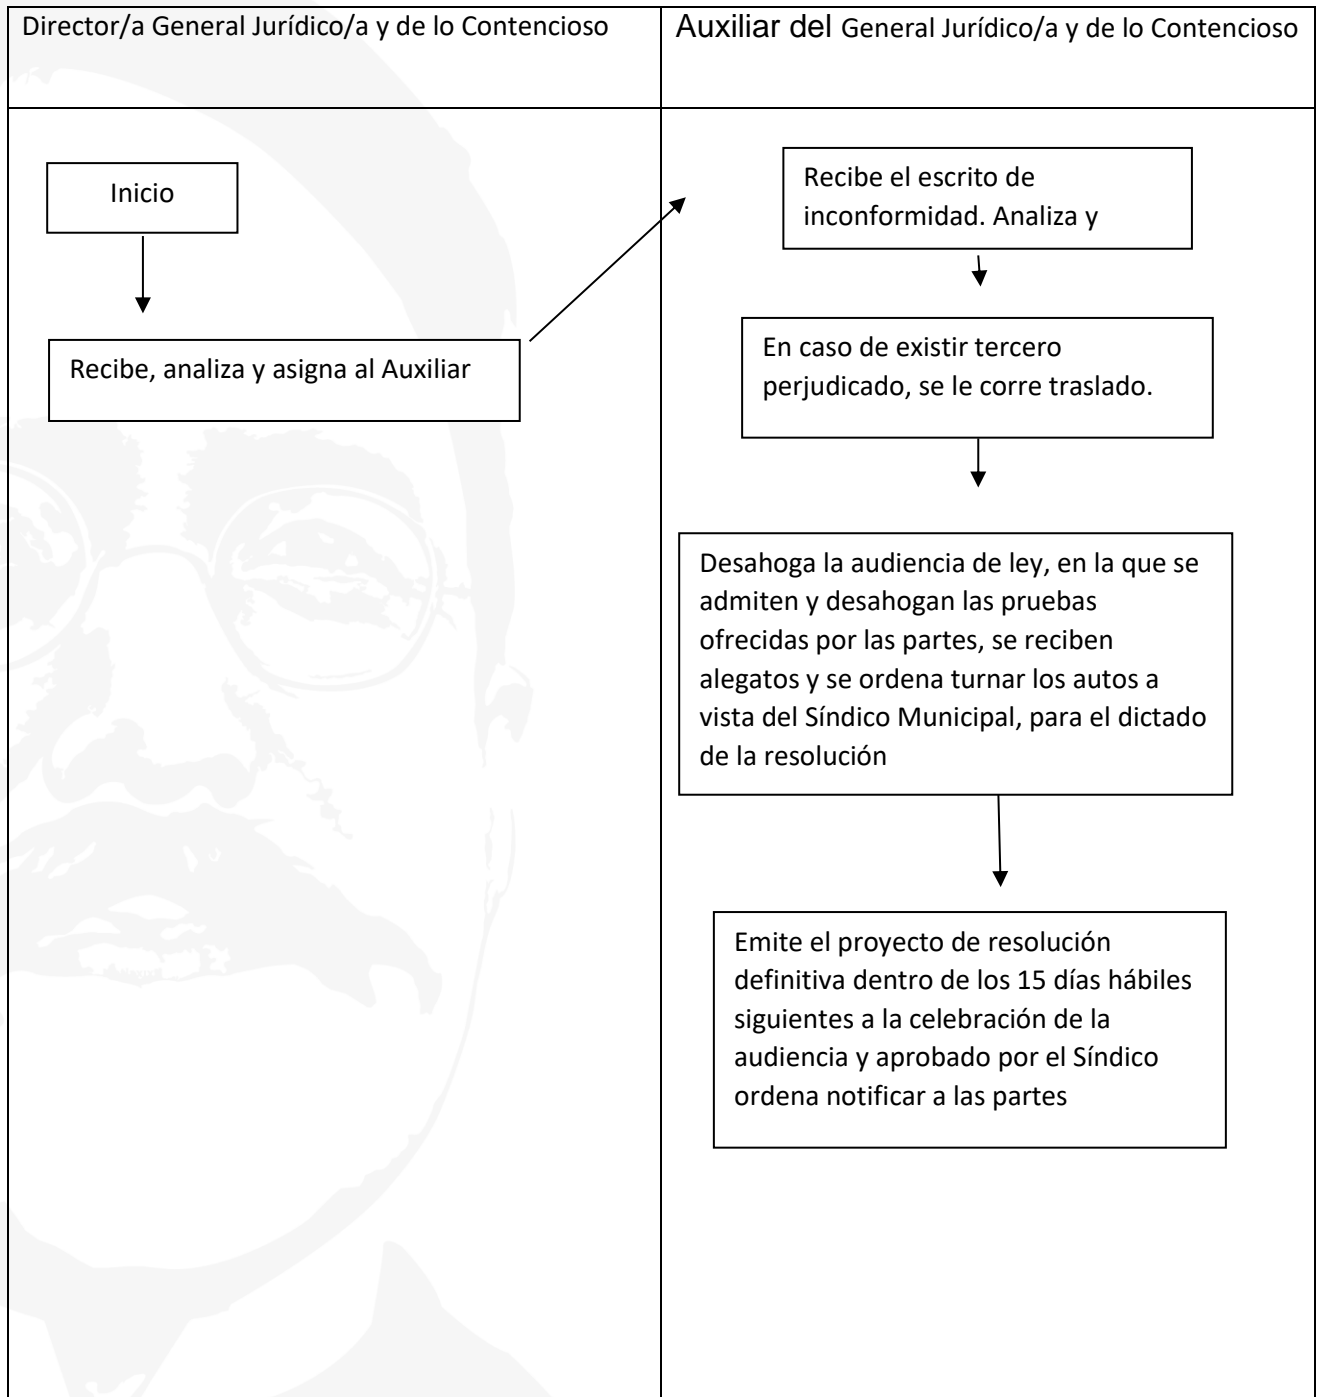 Director/a General Jurídico/a y de lo Contencioso
Auxiliar del General Jurídico/a y de lo Contencioso
Inicio
Recibe, analiza y asigna al Auxiliar
Recibe el escrito de
inconformidad. Analiza y
En caso de existir tercero
perjudicado, se le corre traslado.
Desahoga la audiencia de ley, en la que se
admiten y desahogan las pruebas
ofrecidas por las partes, se reciben
alegatos y se ordena turnar los autos a
vista del Síndico Municipal, para el dictado
de la resolución
Emite el proyecto de resolución
definitiva dentro de los 15 días hábiles
siguientes a la celebración de la
audiencia y aprobado por el Síndico
ordena notificar a las partes